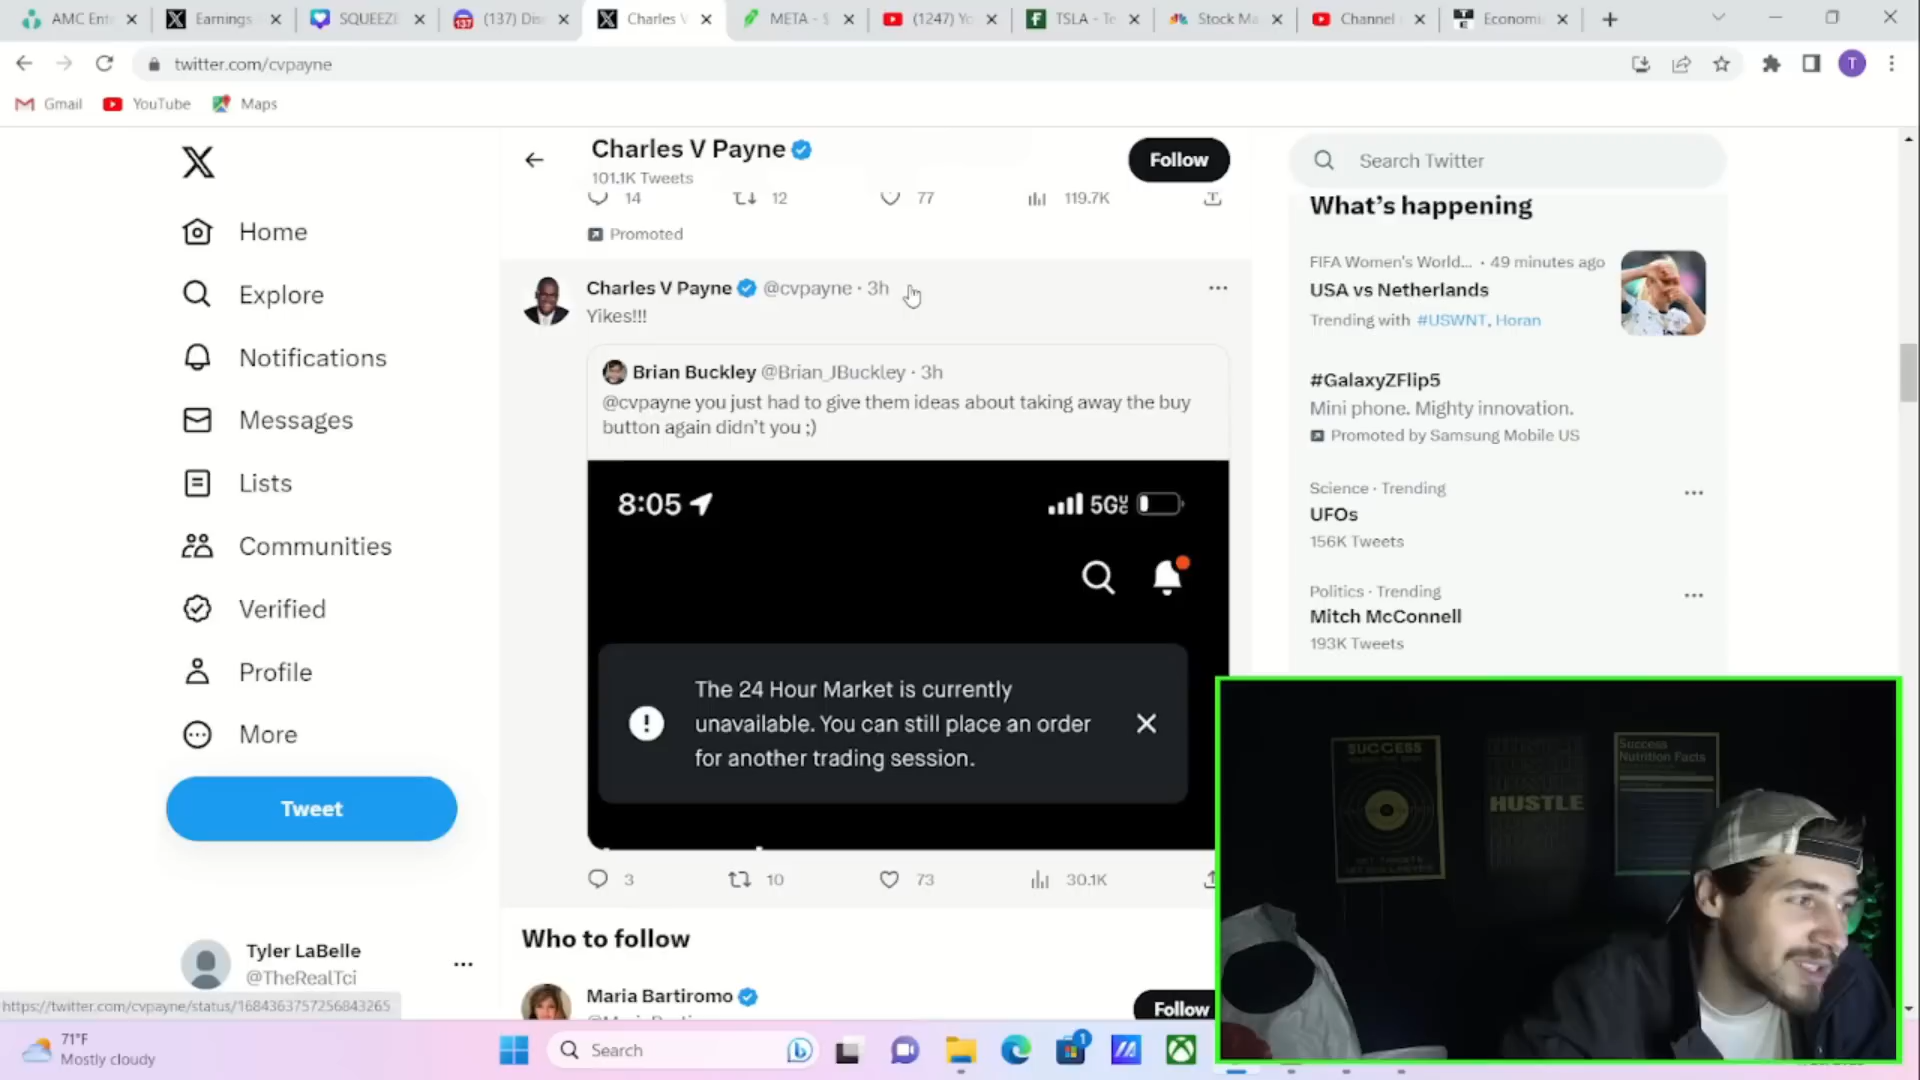 AMC Ent
Earnings
SQUEEZE
(137) Dis
Charles V
META - $
(1247) Yo
TSLA - Te
Stock Ma
Channel
Economi
twitter.com/cvpayne
T
Gmail
YouTube
Maps
Home
Explore
Notifications
Messages
Lists
Communities
Verified
Profile
More
Tweet
Tyler LaBelle
@TheRealTci
https://twitter.com/cvpayne/status/1684363757256843265
Charles V Payne
101.1K Tweets
Follow
14
12
77
119.7K
Promoted
Charles V Payne @cvpayne · 3h
Yikes!!!
Brian Buckley @Brian_JBuckley · 3h
@cvpayne you just had to give them ideas about taking away the buy
button again didn't you ;)
8:05
5G
The 24 Hour Market is currently
unavailable. You can still place an order
for another trading session.
3
10
73
30.1K
Who to follow
Maria Bartiromo
Follow
Search Twitter
What's happening
FIFA Women's World... · 49 minutes ago
USA vs Netherlands
Trending with #USWNT, Horan
#GalaxyZFlip5
Mini phone. Mighty innovation.
Promoted by Samsung Mobile US
Science · Trending
UFOs
156K Tweets
Politics · Trending
Mitch McConnell
193K Tweets
SUCCESS
HUSTLE
Success
Nutrition Facts
71°F
Mostly cloudy
Search
1